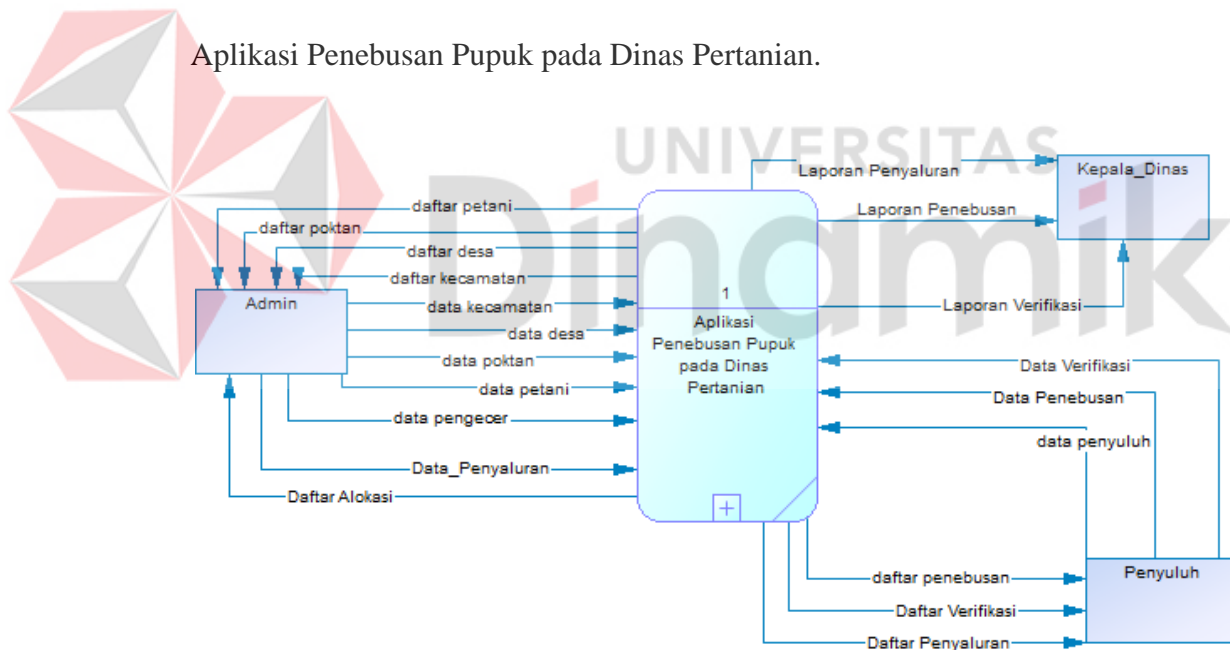 Aplikasi Penebusan Pupuk pada Dinas Pertanian.
UNIVERSITAS
Dinamika
Laporan Penyaluran
Kepala_Dinas
daftar petani
Laporan Penebusan
daftar poktan
daftar desa
daftar kecamatan
Admin
data kecamatan
1
Laporan Verifikasi
Aplikasi
Penebusan Pupuk
pada Dinas
Pertanian
data desa
data poktan
Data Verifikasi
data petani
Data Penebusan
data pengecer
data penyuluh
Data_Penyaluran
Daftar Alokasi
Penyuluh
daftar penebusan
Daftar Verifikasi
Daftar Penyaluran